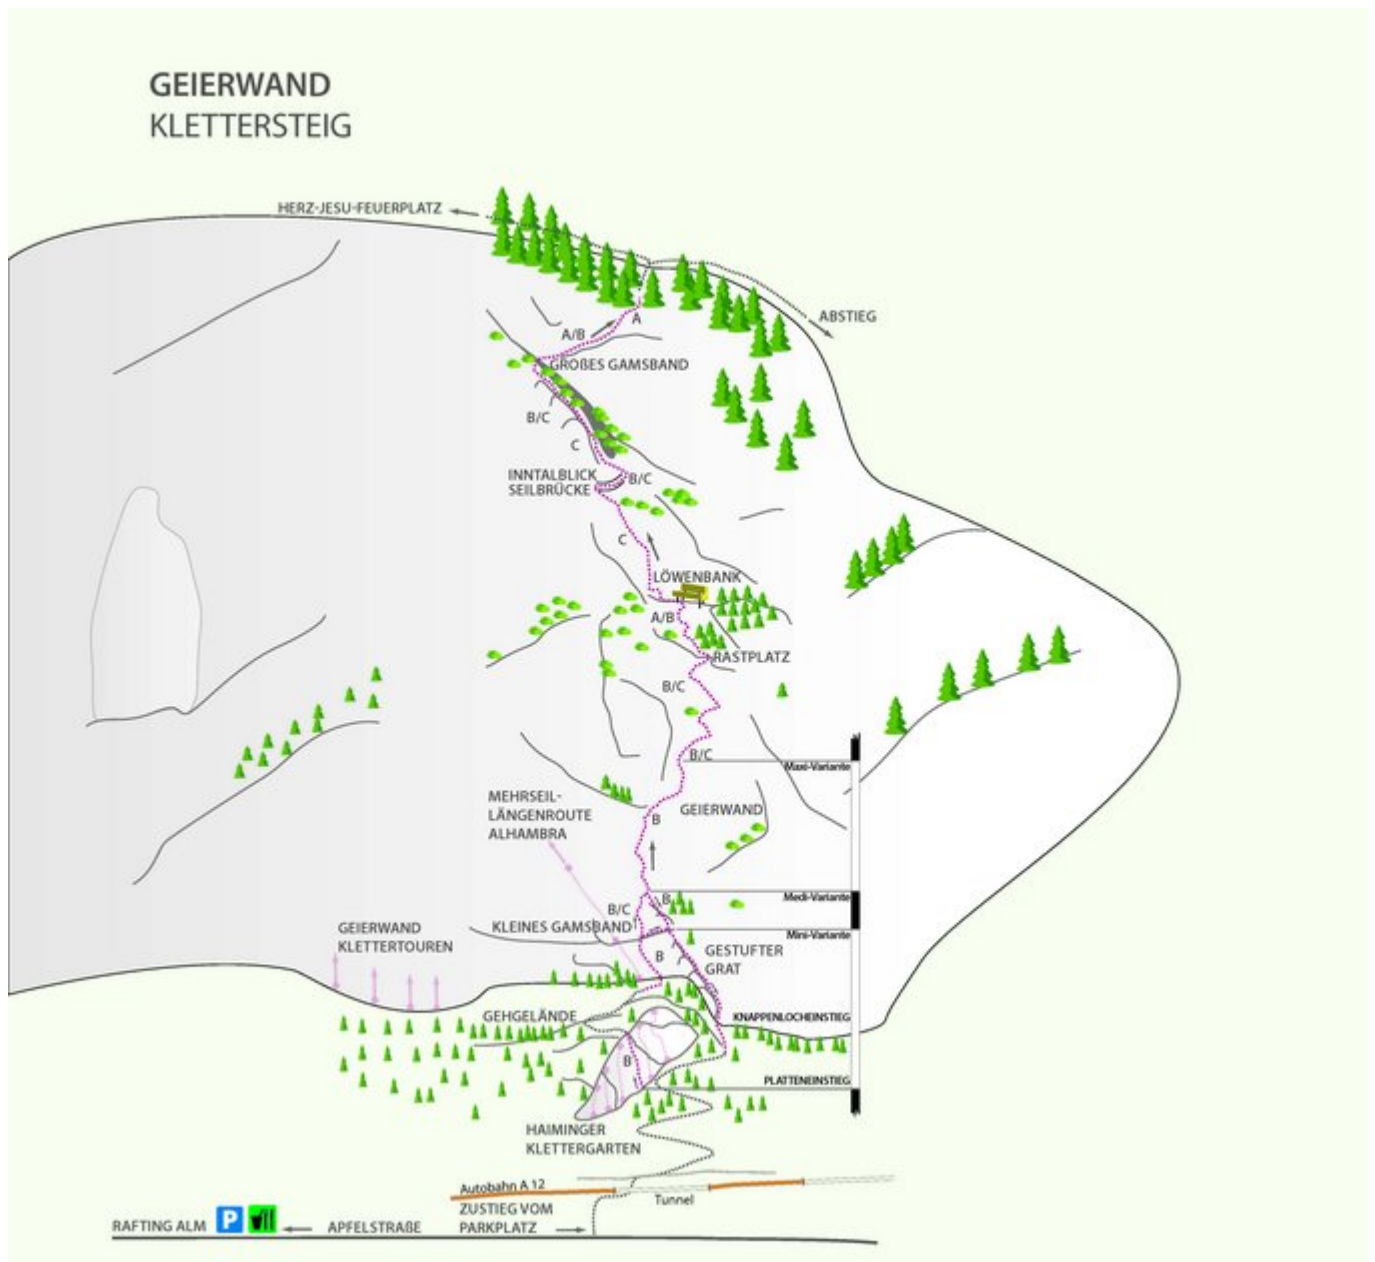 GEIERWAND
KLETTERSTEIG
HERZ-JESU-FEUERPLATZ
ABSTIEG
A
A/B
GROßES GAMSBAND
B/C
C
INNTALBLICK
SEILBRÜCKE
B/C
C
LÖWENBANK
A/B
RASTPLATZ
B/C
B/C
Maxi-Variante
MEHRSEIL-
LÄNGENROUTE
ALHAMBRA
GEIERWAND
B
Medi-Variante
B
B/C
KLEINES GAMSBAND
Mini-Variante
GEIERWAND
KLETTERTOUREN
B
GESTUFTER
GRAT
GEHGELÄNDE
KNAPPENLOCHEINSTIEG
B
PLATTENEINSTIEG
HAIMINGER
KLETTERGARTEN
Autobahn A 12
Tunnel
ZUSTIEG VOM
PARKPLATZ
RAFTING ALM P
APFELSTRAßE